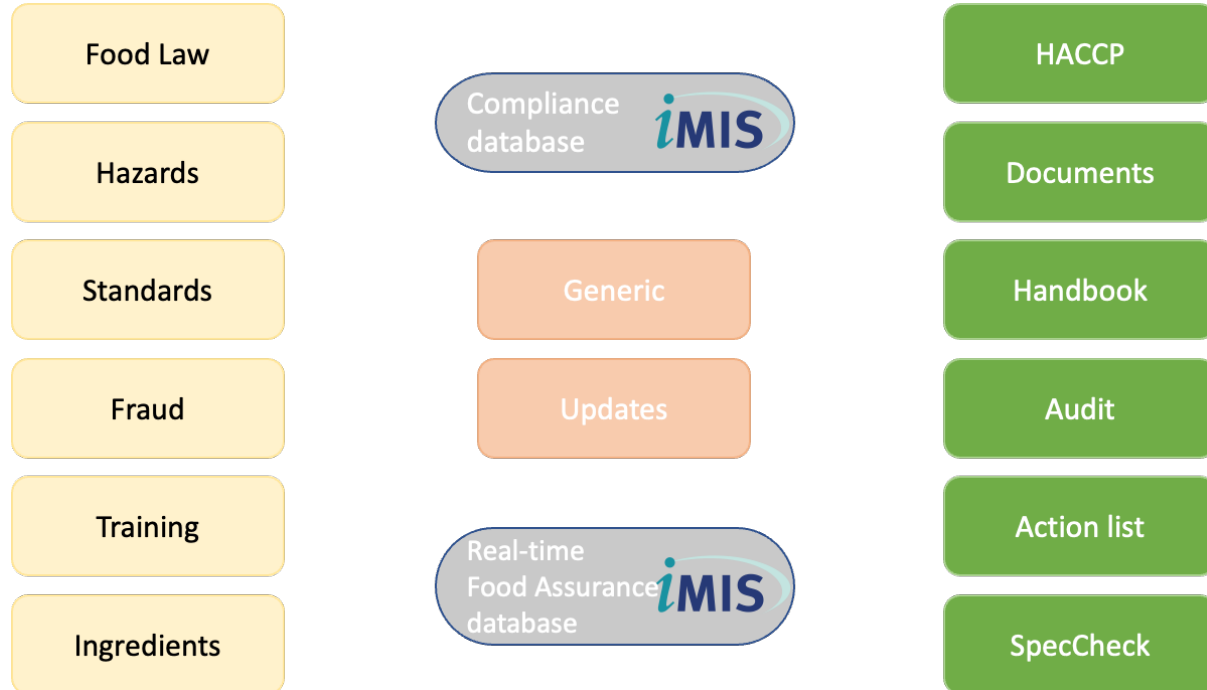 Food Law
Hazards
Standards
Fraud
Training
Ingredients
Compliance
database
iMIS
Generic
Updates
Real-time
Food Assurance
database
iMIS
HACCP
Documents
Handbook
Audit
Action list
SpecCheck